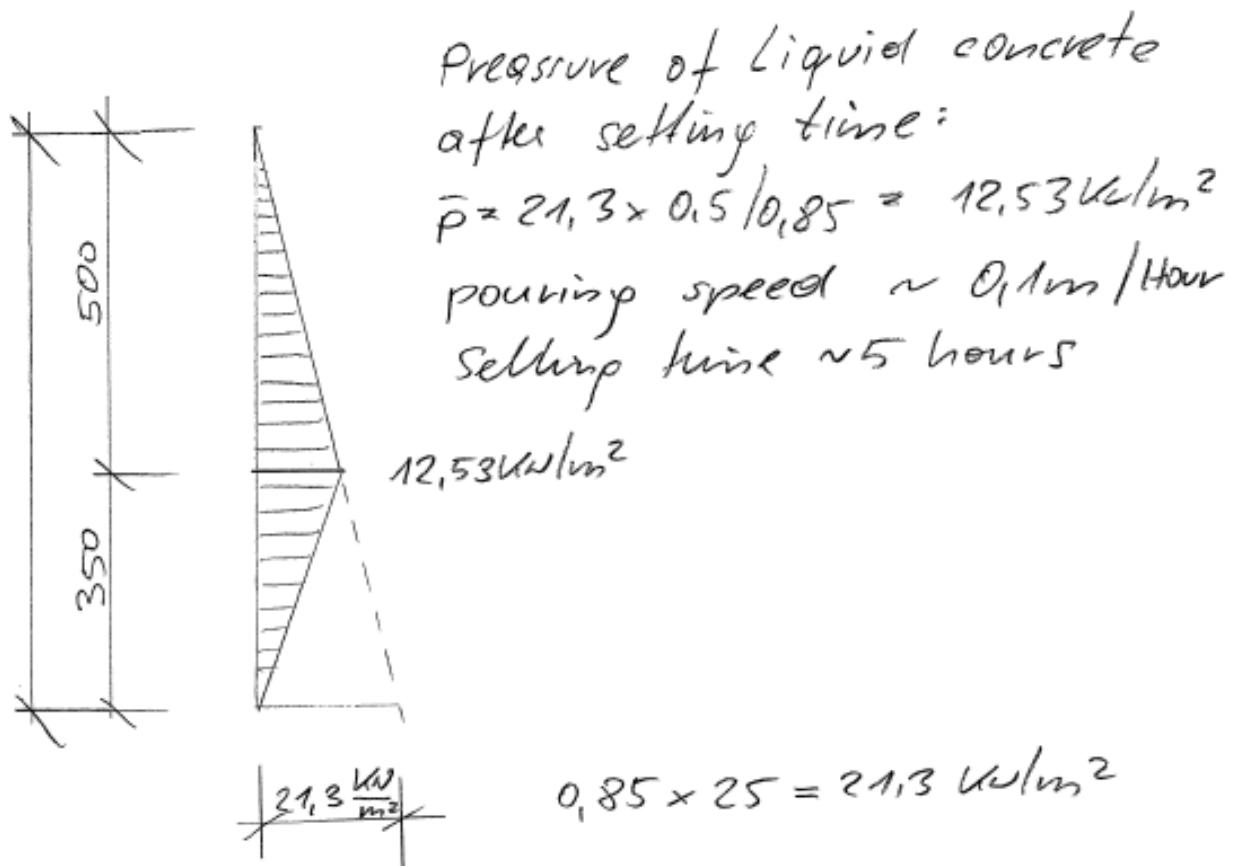 Preassure of Liquid concrete
after setting time:
p̄ = 21,3 x 0.5/0,85 = 12.53 KN/m²
pouring speed ~ 0,1m/Hour
Setting time ~5 hours
500
12,53 KN/m²
350
21,3 KN/m²
0,85 x 25 = 21,3 KN/m²